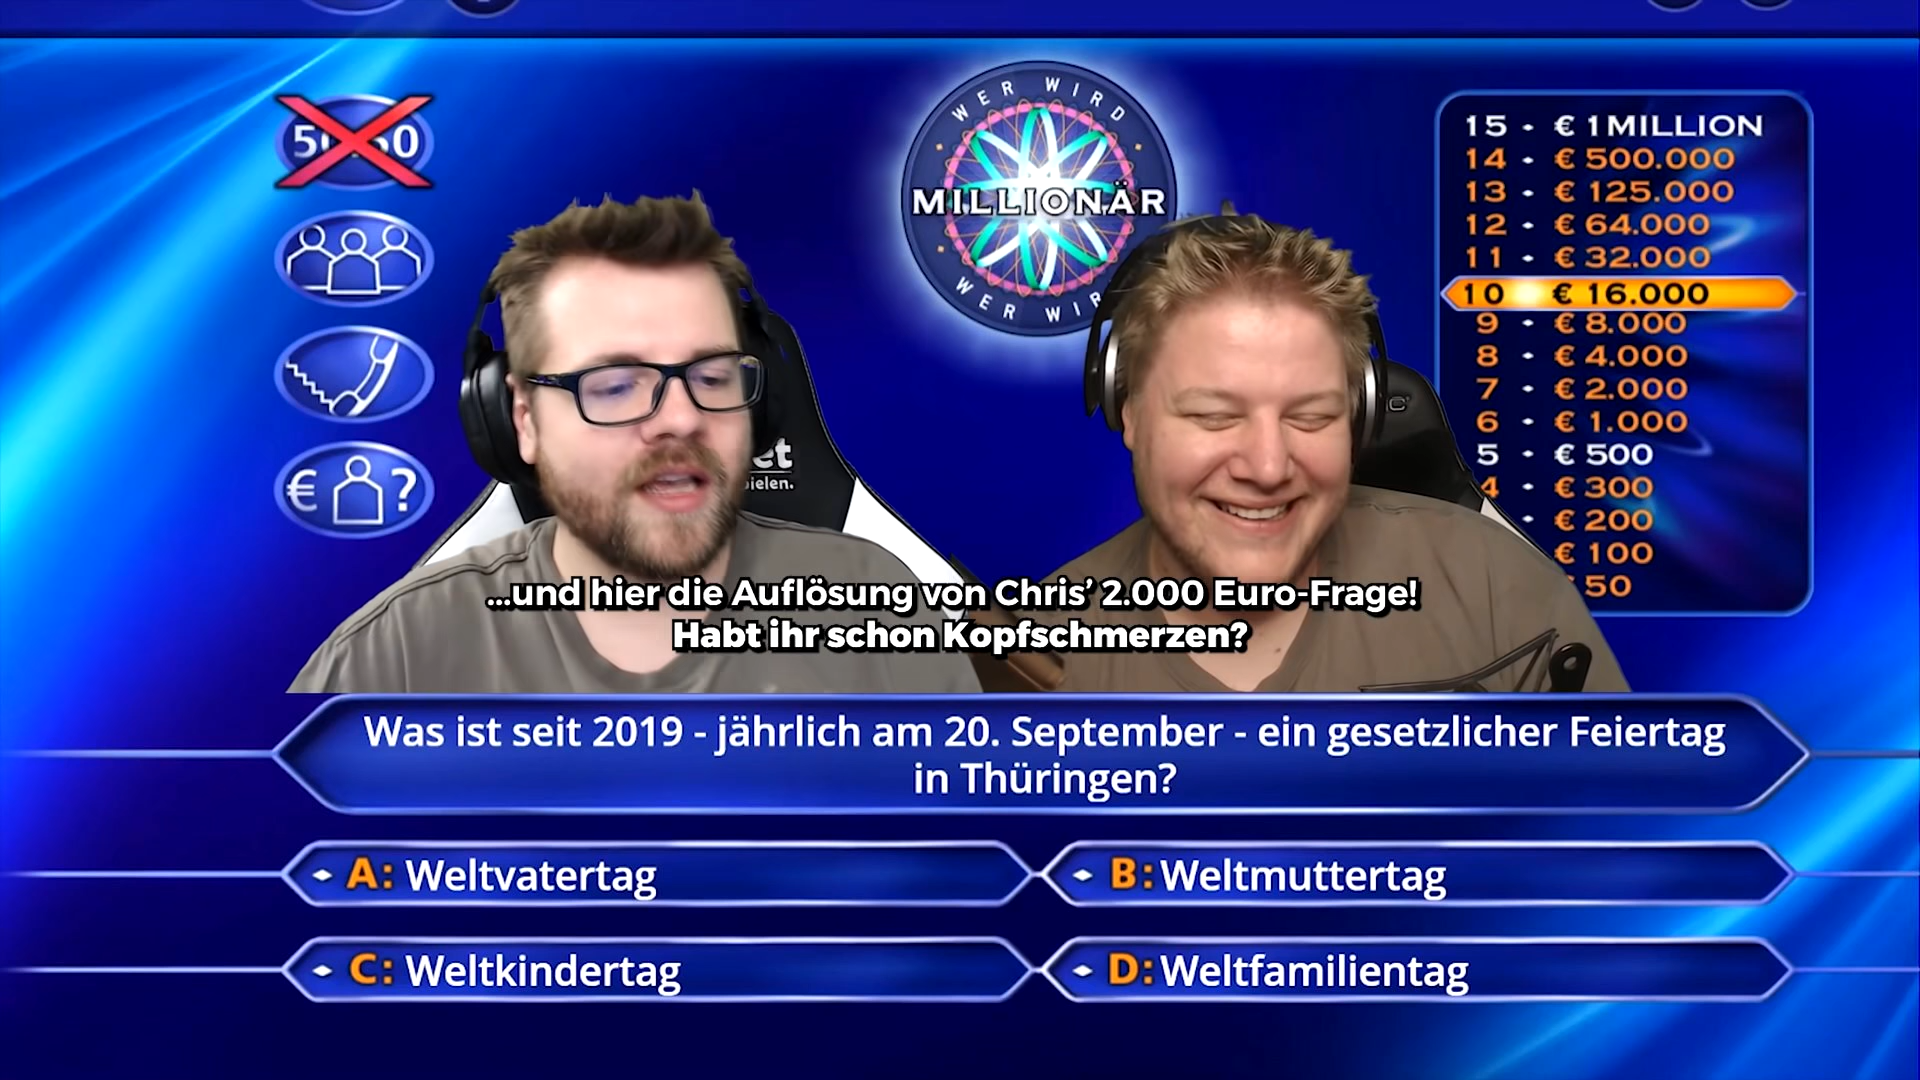 WER WIRD
MILLIONÄR
WER WIR
15 · € 1 MILLION
14 · € 500.000
13 · € 125.000
12 · € 64.000
11 · € 32.000
10 € 16.000
9 · € 8.000
8 · € 4.000
7 · € 2.000
6 · € 1.000
5 · € 500
4 · € 300
· € 200
€ 100
50
€ ?
...und hier die Auflösung von Chris’ 2.000 Euro-Frage!
Habt ihr schon Kopfschmerzen?
Was ist seit 2019 - jährlich am 20. September - ein gesetzlicher Feiertag
in Thüringen?
A: Weltvatertag
B: Weltmuttertag
C: Weltkindertag
D: Weltfamilientag